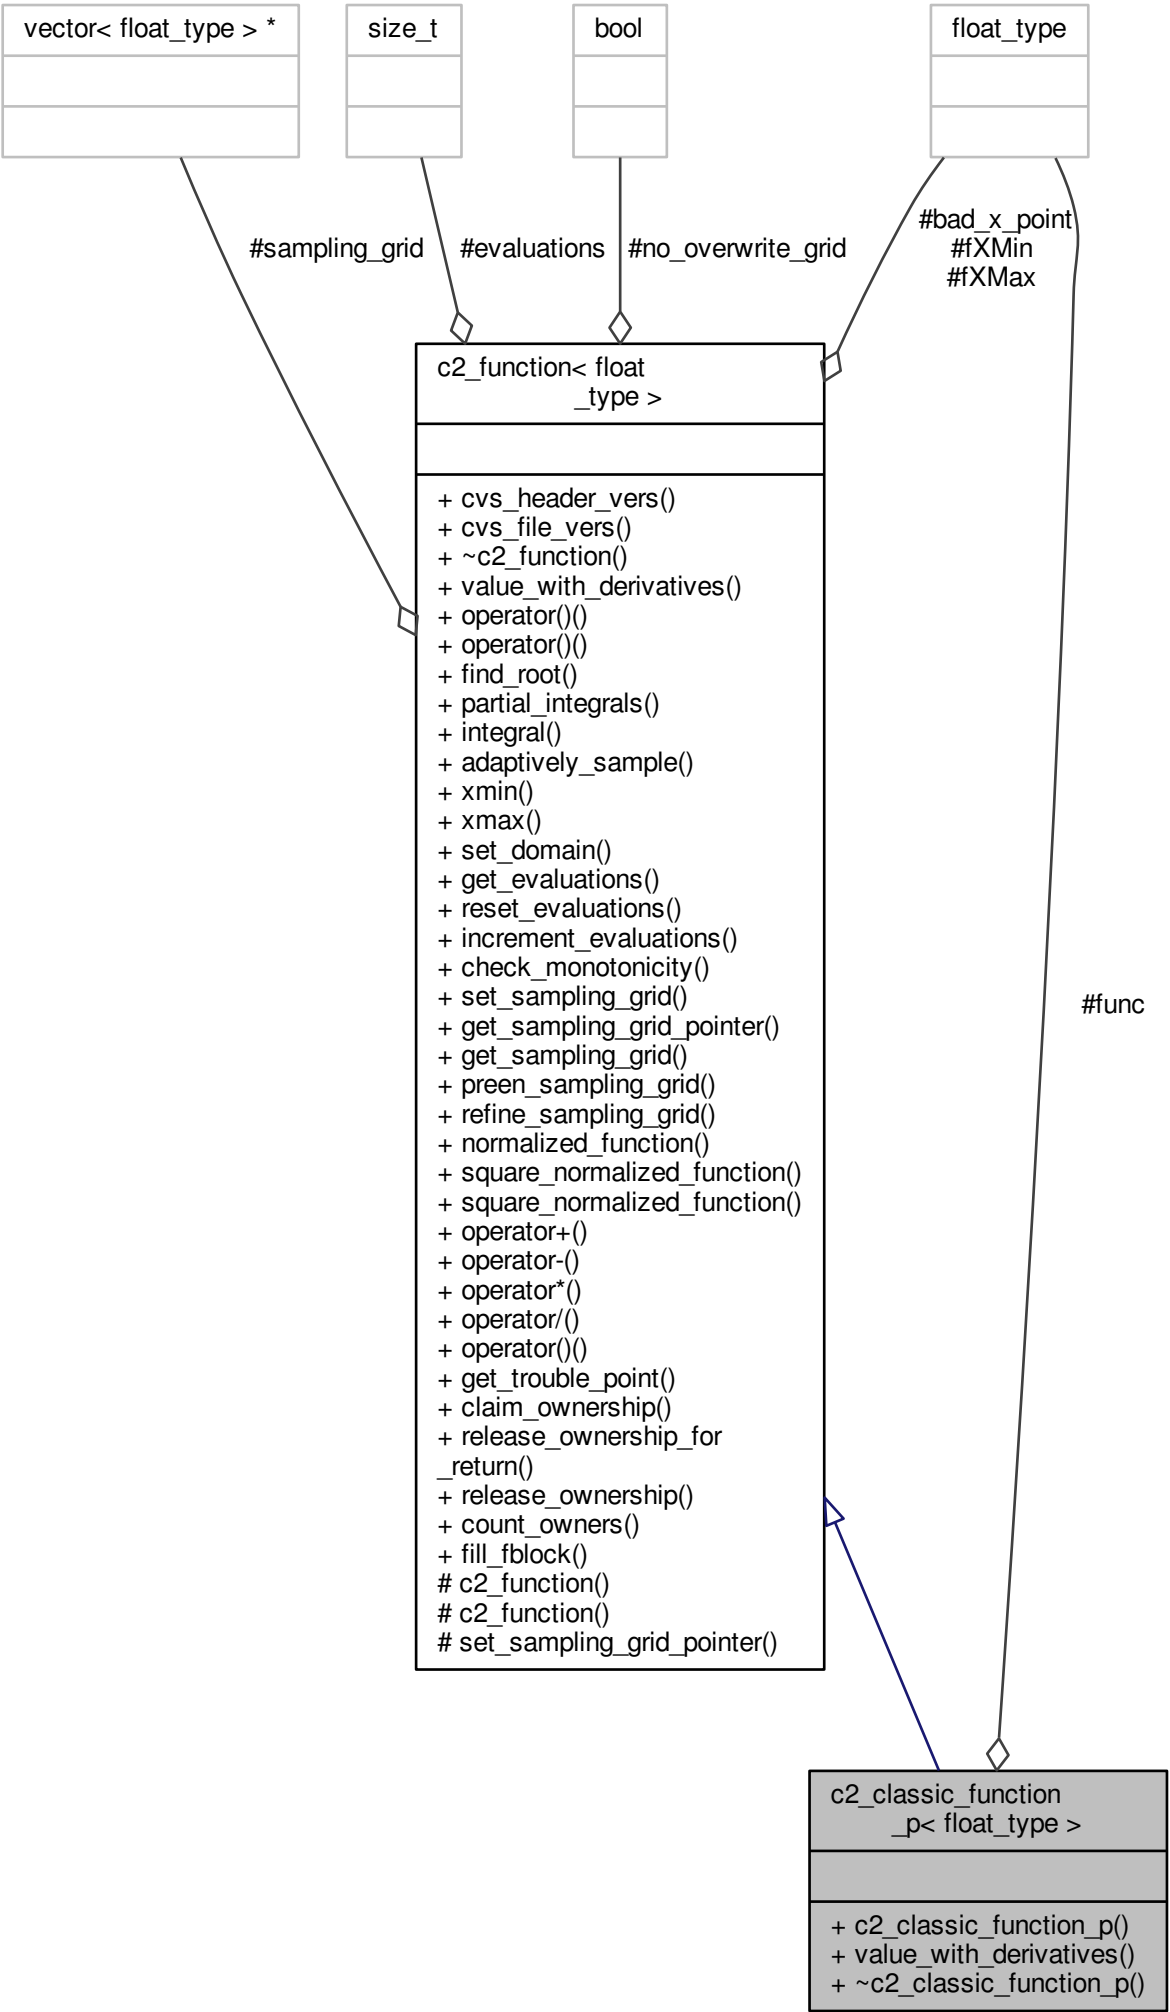 vector< float_type > *
size_t
bool
float_type
#sampling_grid
#evaluations
#no_overwrite_grid
#bad_x_point
#fXMin
#fXMax
c2_function< float
_type >
+ cvs_header_vers()
+ cvs_file_vers()
+ ~c2_function()
+ value_with_derivatives()
+ operator()()
+ operator()()
+ find_root()
+ partial_integrals()
+ integral()
+ adaptively_sample()
+ xmin()
+ xmax()
+ set_domain()
+ get_evaluations()
+ reset_evaluations()
+ increment_evaluations()
+ check_monotonicity()
+ set_sampling_grid()
+ get_sampling_grid_pointer()
+ get_sampling_grid()
+ preen_sampling_grid()
+ refine_sampling_grid()
+ normalized_function()
+ square_normalized_function()
+ square_normalized_function()
+ operator+()
+ operator-()
+ operator*()
+ operator/()
+ operator()()
+ get_trouble_point()
+ claim_ownership()
+ release_ownership_for
_return()
+ release_ownership()
+ count_owners()
+ fill_fblock()
# c2_function()
# c2_function()
# set_sampling_grid_pointer()
#func
c2_classic_function
_p< float_type >
+ c2_classic_function_p()
+ value_with_derivatives()
+ ~c2_classic_function_p()